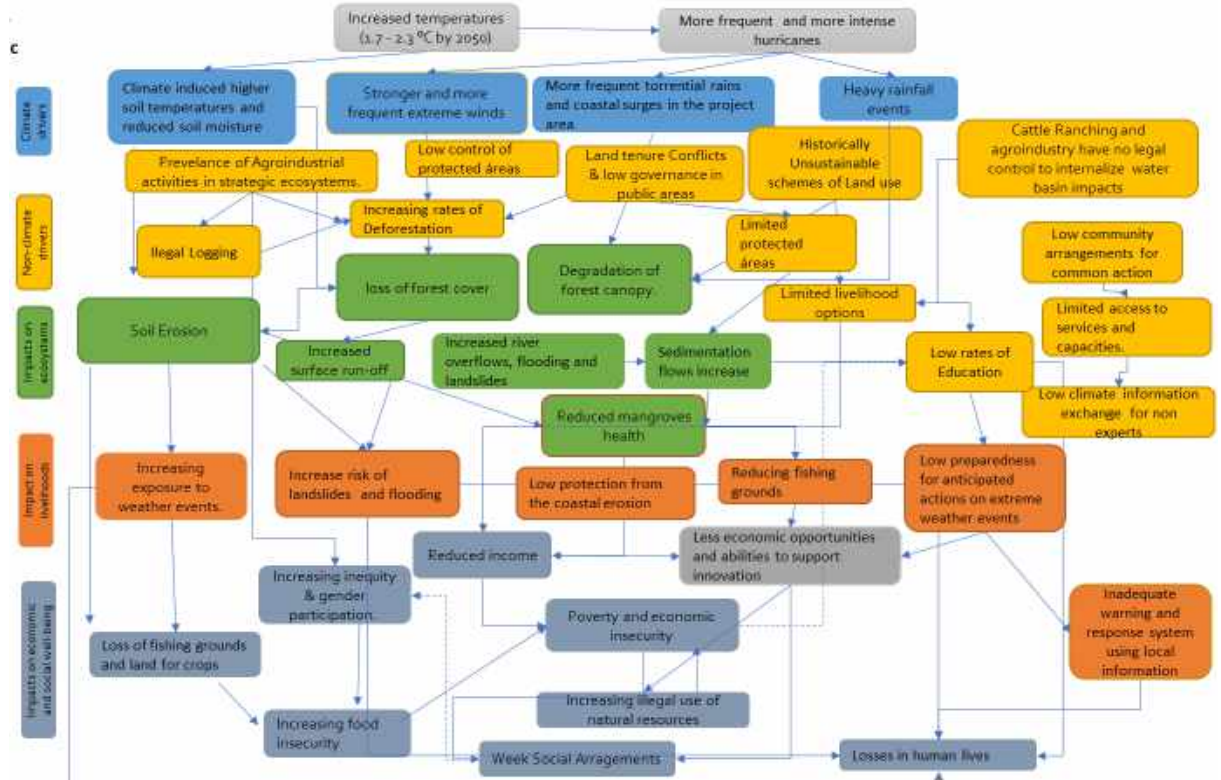 c
Increased temperatures
(1.7 - 2.3 ºC by 2050)
More frequent and more intense
hurricanes
Climate
drivers
Climate induced higher
soil temperatures and
reduced soil moisture
Stronger and more
frequent extreme winds
More frequent torrential rains
and coastal surges in the project
area.
Heavy rainfall
events
Non-climate
drivers
Prevelance of Agroindustrial
activities in strategic ecosystems.
Low control of
protected áreas
Land tenure Conflicts
& low governance in
public areas
Historically
Unsustainable
schemes of Land use
Cattle Ranching and
agroindustry have no legal
control to internalize water
basin impacts
Ilegal Logging
Increasing rates of
Deforestation
Limited
protected
áreas
Low community
arrangements for
common action
loss of forest cover
Degradation of
forest canopy
Limited livelihood
options
Limited access to
services and
capacities.
Impacts on
ecosystems
Soil Erosion
Increased
surface run-off
Increased river
overflows, flooding and
landslides
Sedimentation
flows increase
Low rates of
Education
Low climate information
exchange for non
experts
Reduced mangroves
health
Impact on
livelihoods
Increasing
exposure to
weather events.
Increase risk of
landslides and flooding
Low protection from
the coastal erosion
Reducing fishing
grounds
Low preparedness
for anticipated
actions on extreme
weather events
Impacts on economic
and social well-being
Reduced income
Less economic opportunities
and abilities to support
innovation
Increasing inequity
& gender
participation
Poverty and economic
insecurity
Inadequate
warning and
response system
using local
information
Loss of fishing grounds
and land for crops
Increasing illegal use of
natural resources
Increasing food
insecurity
Week Social Arragements
Losses in human lives